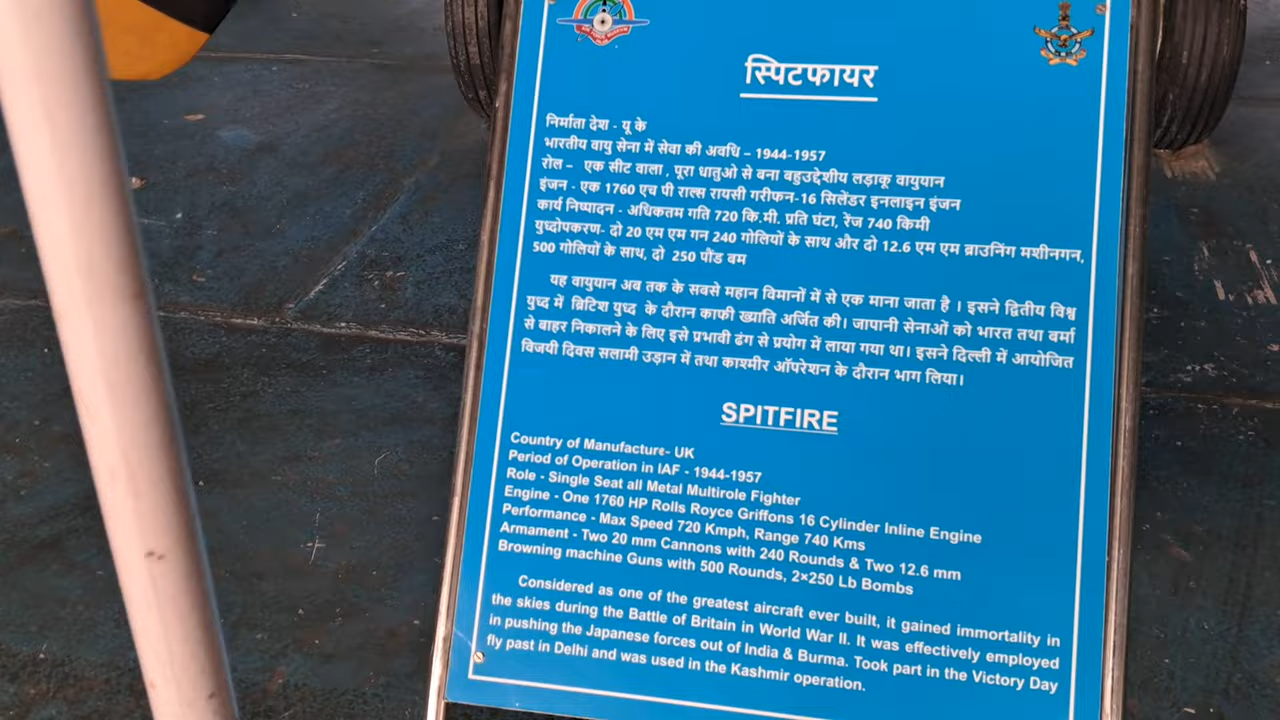 स्पिटफायर
निर्माता देश - यू के
भारतीय वायु सेना में सेवा की अवधि – 1944-1957
रोल – एक सीट वाला , पूरा धातुओ से बना बहुउद्देशीय लड़ाकू वायुयान
इंजन - एक 1760 एच पी राल्स रायसी गरीफन-16 सिलेंडर इनलाइन इंजन
कार्य निष्पादन - अधिकतम गति 720 कि.मी. प्रति घंटा, रेंज 740 किमी
युध्दोपकरण- दो 20 एम एम गन 240 गोलियों के साथ और दो 12.6 एम एम ब्राउनिंग मशीनगन,
500 गोलियों के साथ, दो 250 पौंड बम
यह वायुयान अब तक के सबसे महान विमानों में से एक माना जाता है । इसने द्वितीय विश्व
युध्द में ब्रिटिश युध्द के दौरान काफी ख्याति अर्जित की। जापानी सेनाओं को भारत तथा बर्मा
से बाहर निकालने के लिए इसे प्रभावी ढंग से प्रयोग में लाया गया था। इसने दिल्ली में आयोजित
विजयी दिवस सलामी उड़ान में तथा काश्मीर ऑपरेशन के दौरान भाग लिया।
SPITFIRE
Country of Manufacture- UK
Period of Operation in IAF - 1944-1957
Role - Single Seat all Metal Multirole Fighter
Engine - One 1760 HP Rolls Royce Griffons 16 Cylinder Inline Engine
Performance - Max Speed 720 Kmph, Range 740 Kms
Armament - Two 20 mm Cannons with 240 Rounds & Two 12.6 mm
Browning machine Guns with 500 Rounds, 2×250 Lb Bombs
Considered as one of the greatest aircraft ever built, it gained immortality in
the skies during the Battle of Britain in World War II. It was effectively employed
in pushing the Japanese forces out of India & Burma. Took part in the Victory Day
fly past in Delhi and was used in the Kashmir operation.